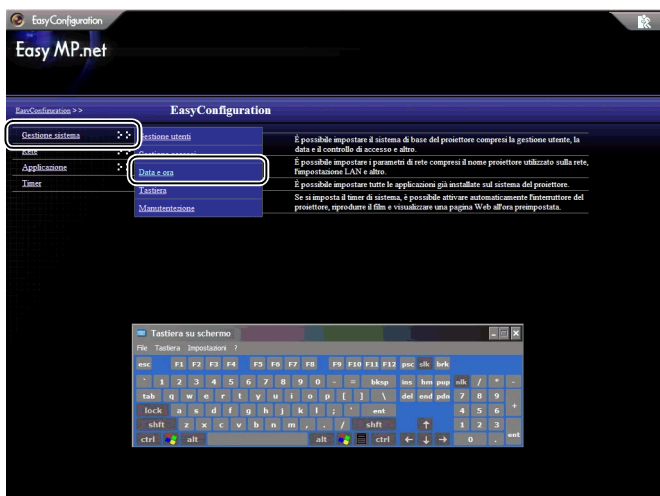 EasyConfiguration
Easy MP.net
EasyConfiguration >>
EasyConfiguration
Gestione sistema
Gestione utenti
È possibile impostare il sistema di base del proiettore compresi la gestione utente, la
data e il controllo di accesso e altro.
Rete
Gestione accessi
È possibile impostare i parametri di rete compresi il nome proiettore utilizzato sulla rete,
l'impostazione LAN e altro.
Applicazione
Data e ora
È possibile impostare tutte le applicazioni già installate sul sistema del proiettore.
Timer
Tastiera
Se si imposta il timer di sistema, è possibile attivare automaticamente l'interruttore del
proiettore, riprodurre il film e visualizzare una pagina Web all'ora preimpostata.
Manutentezione
Tastiera su schermo
File Tastiera Impostazioni ?
esc F1 F2 F3 F4 F5 F6 F7 F8 F9 F10 F11 F12 psc slk brk
` 1 2 3 4 5 6 7 8 9 0 - = bksp ins hm pup nlk / * -
tab q w e r t y u i o p [ ] \ del end pdn 7 8 9 +
lock a s d f g h j k l ; ' ent 4 5 6
shft z x c v b n m , . / shft ↑ 1 2 3 ent
ctrl alt alt ctrl ← ↓ → 0 .